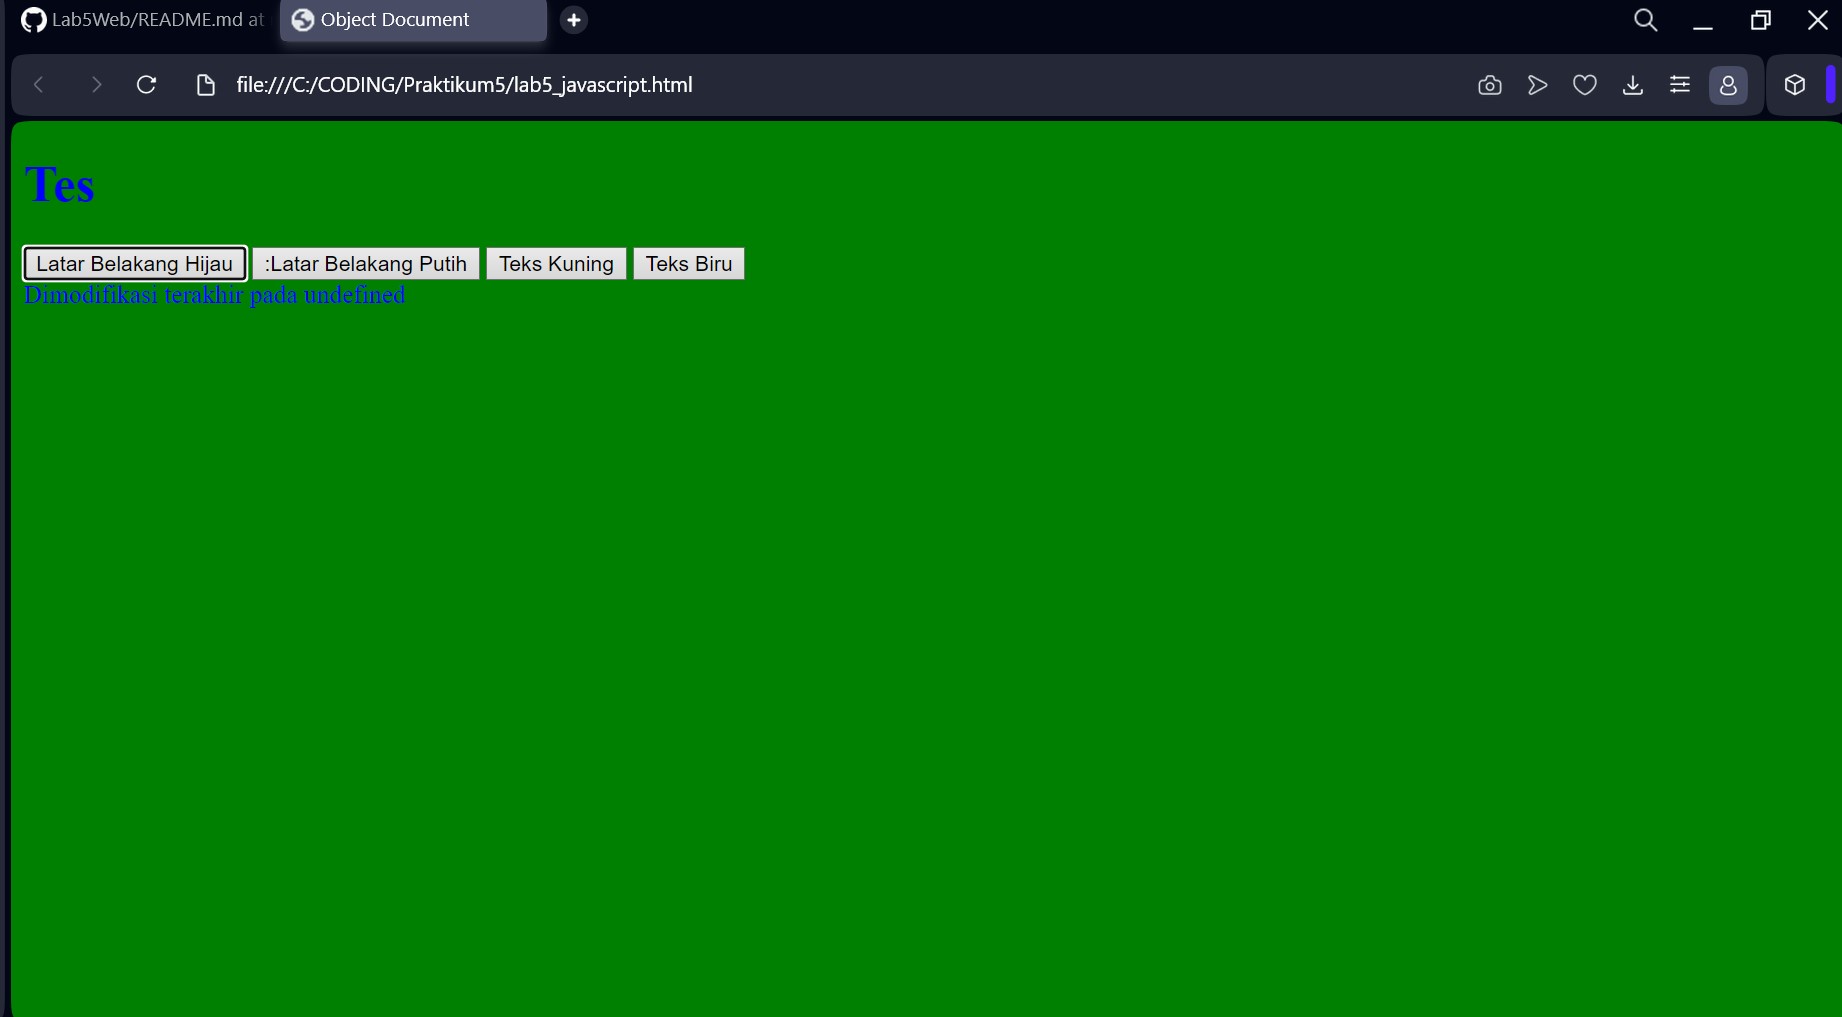 Lab5Web/README.md at
Object Document
file:///C:/CODING/Praktikum5/lab5_javascript.html
Tes
Latar Belakang Hijau :Latar Belakang Putih Teks Kuning Teks Biru
Dimodifikasi terakhir pada undefined